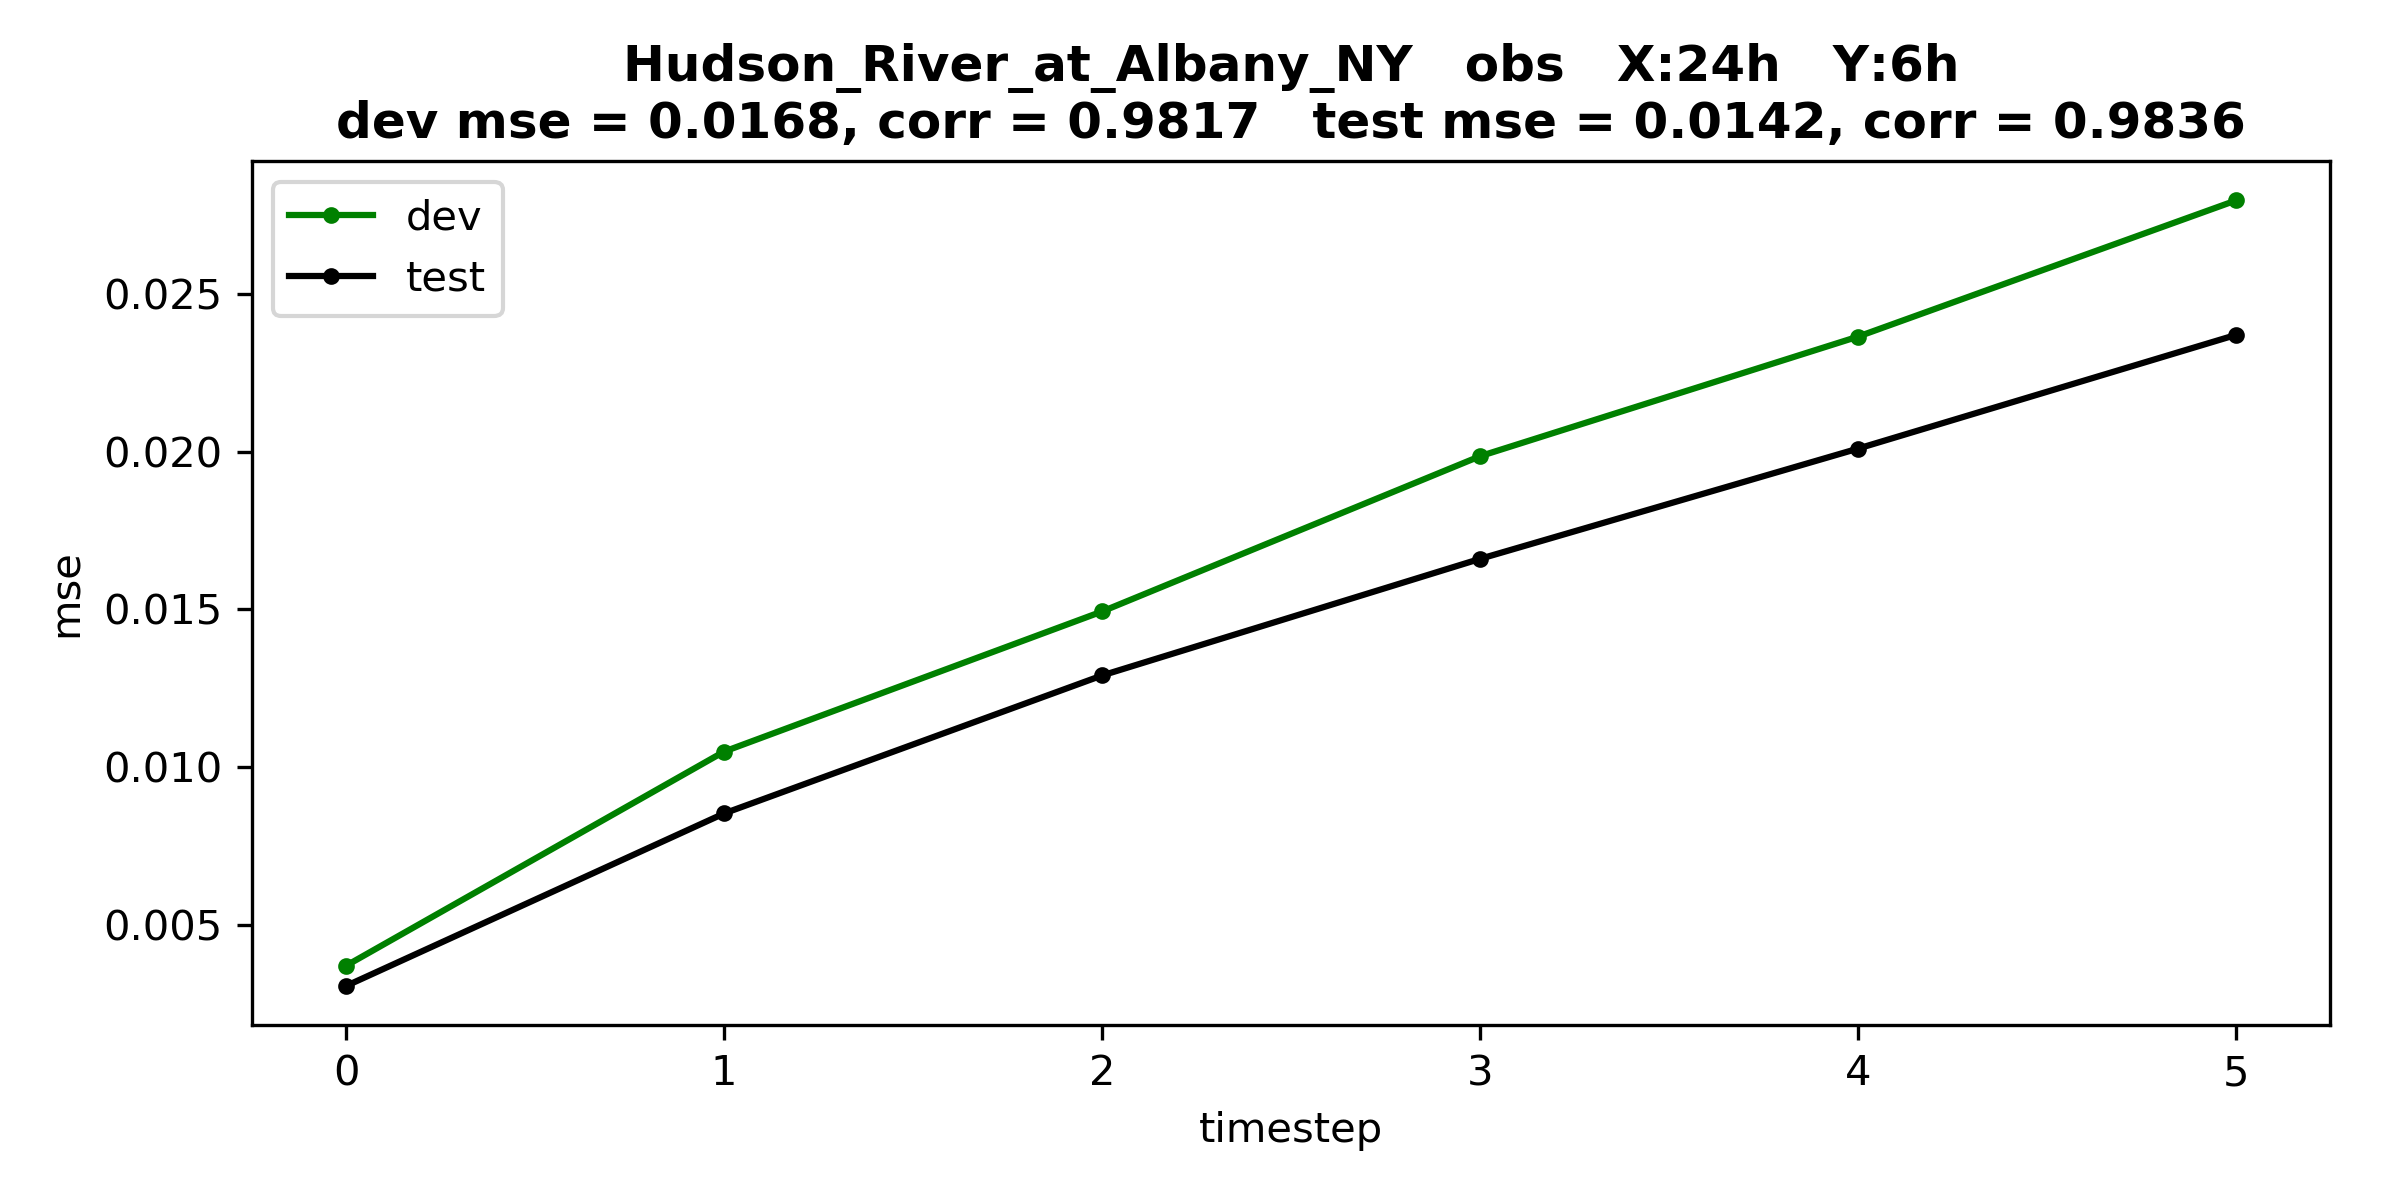 Hudson_River_at_Albany_NY   obs   X:24h   Y:6h
dev mse = 0.0168, corr = 0.9817   test mse = 0.0142, corr = 0.9836
dev
test
0.025
0.020
0.015
0.010
0.005
mse
0 1 2 3 4 5
timestep